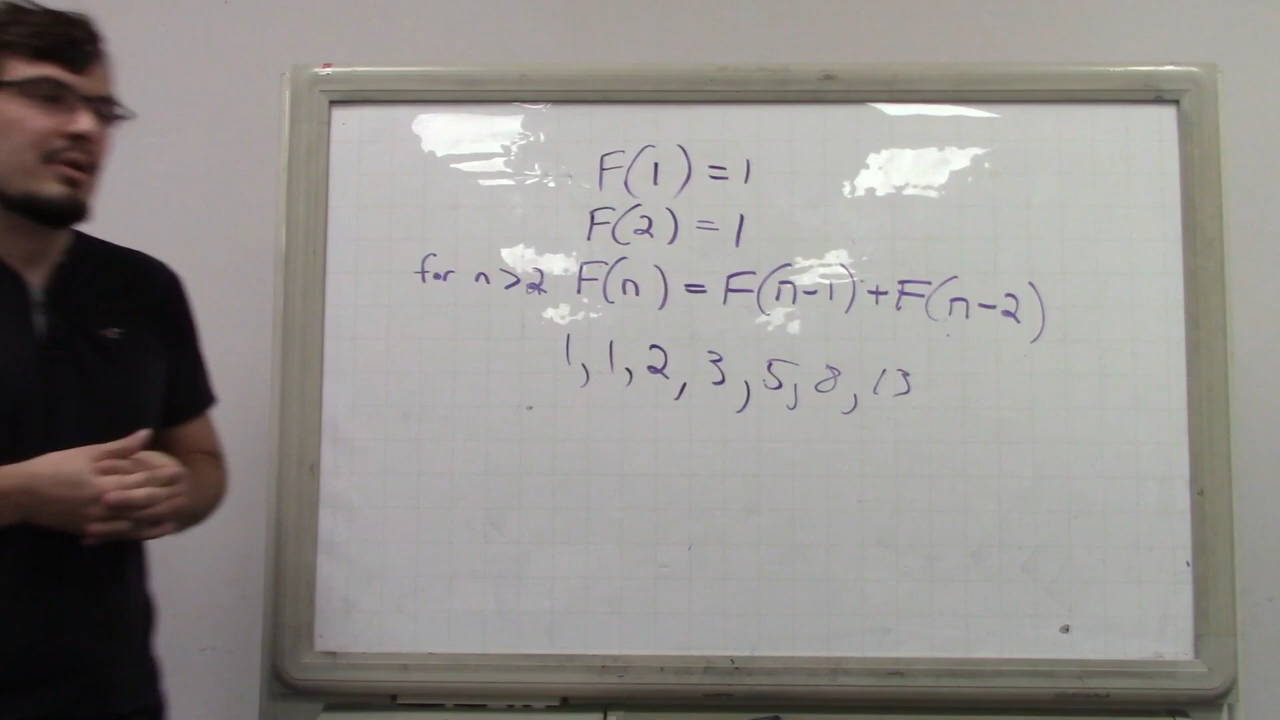 F(1) = 1
F(2) = 1
for n>2 F(n) = F(n-1) + F(n-2)
1, 1, 2, 3, 5, 8, 13